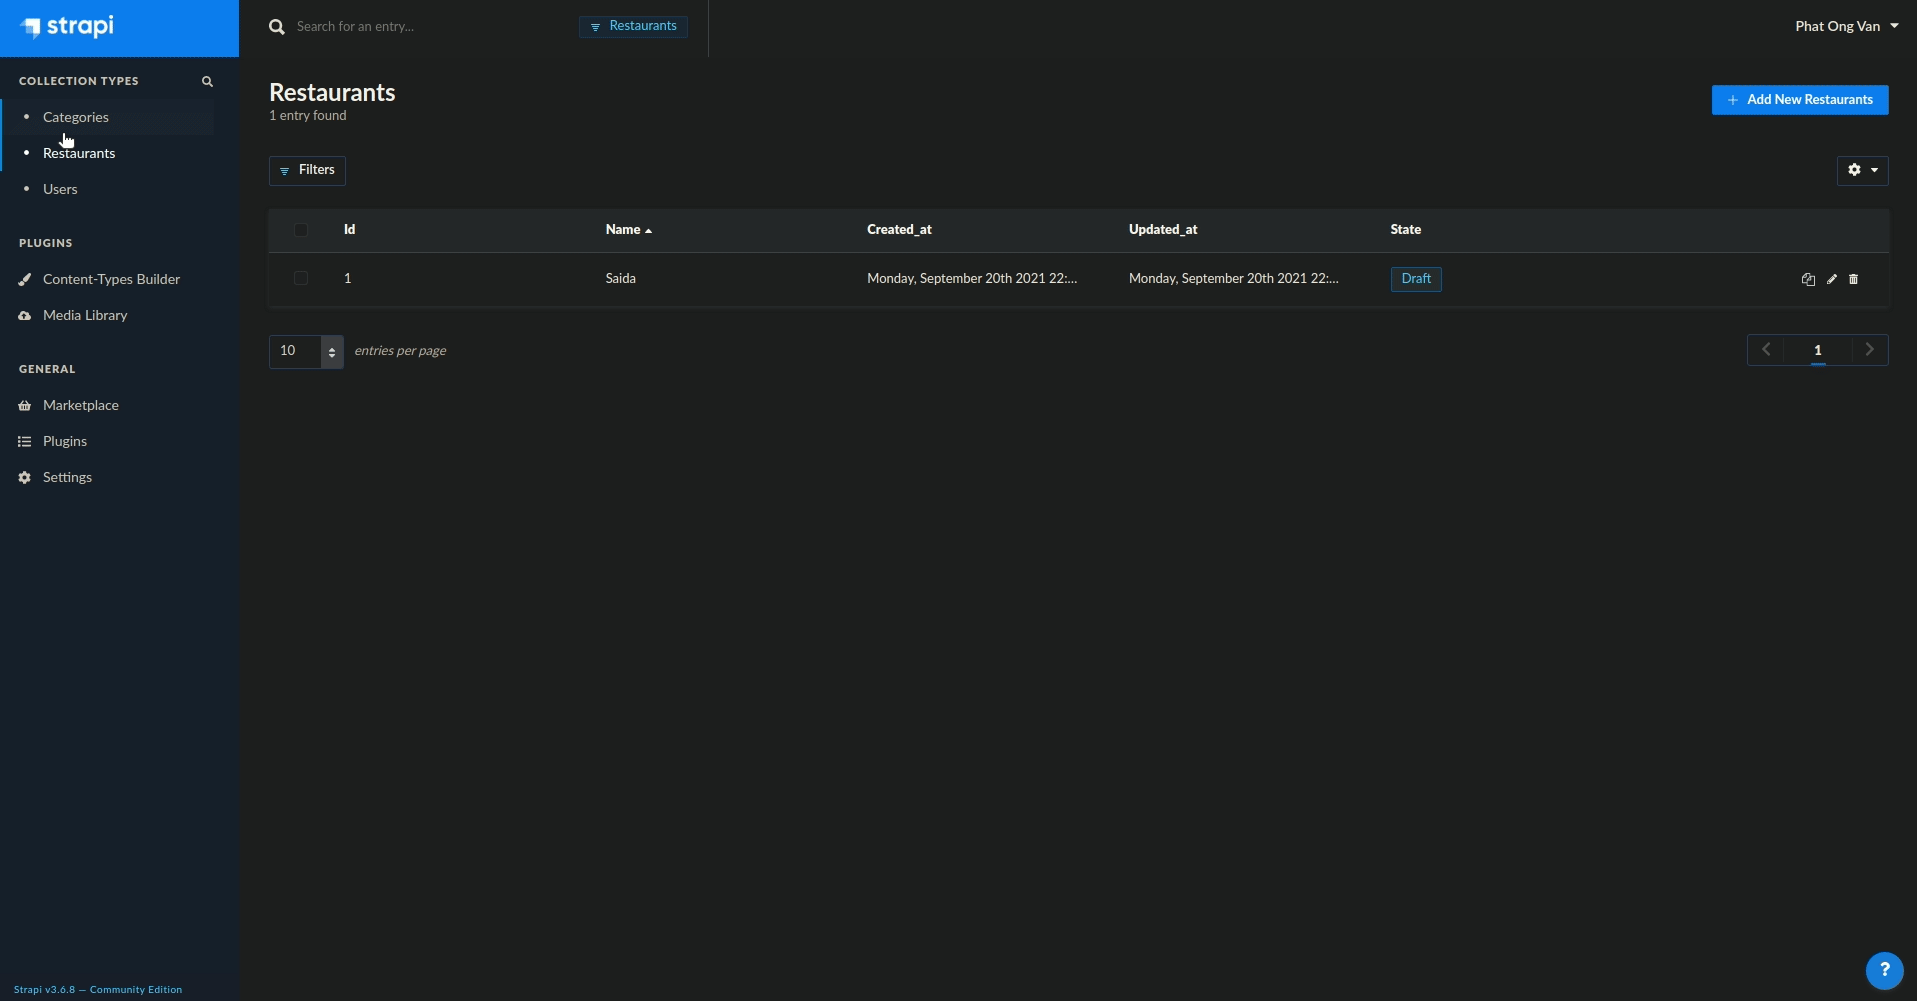 strapi
Search for an entry...
Restaurants
Phat Ong Van
COLLECTION TYPES
Categories
Restaurants
Users
PLUGINS
Content-Types Builder
Media Library
GENERAL
Marketplace
Plugins
Settings
Strapi v3.6.8 — Community Edition
Restaurants
1 entry found
Add New Restaurants
Filters
Id Name Created_at Updated_at State
1 Saida Monday, September 20th 2021 22:... Monday, September 20th 2021 22:... Draft
10 entries per page
1
?